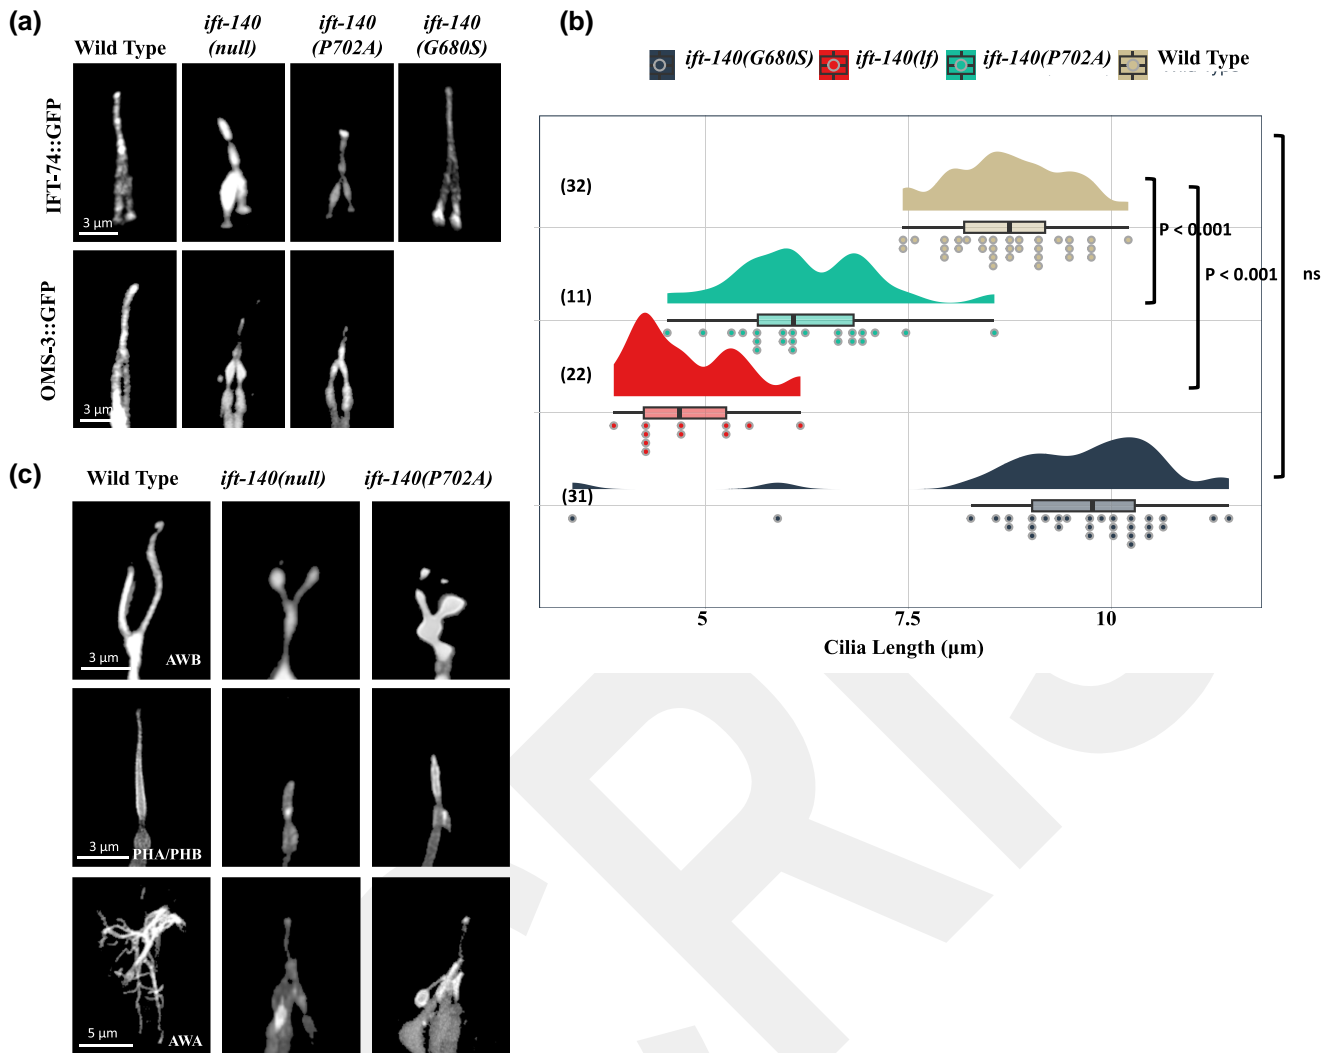 (a)
Wild Type
ift-140
(null)
ift-140
(P702A)
ift-140
(G680S)
IFT-74::GFP
3 µm
OSM-3::GFP
3 µm
(b)
ift-140(G680S) ift-140(lf) ift-140(P702A) Wild Type
(32)
(11)
(22)
(31)
P < 0.001
P < 0.001
ns
5 7.5 10
Cilia Length (µm)
(c)
Wild Type ift-140(null) ift-140(P702A)
3 µm
AWB
3 µm
PHA/PHB
5 µm
AWA